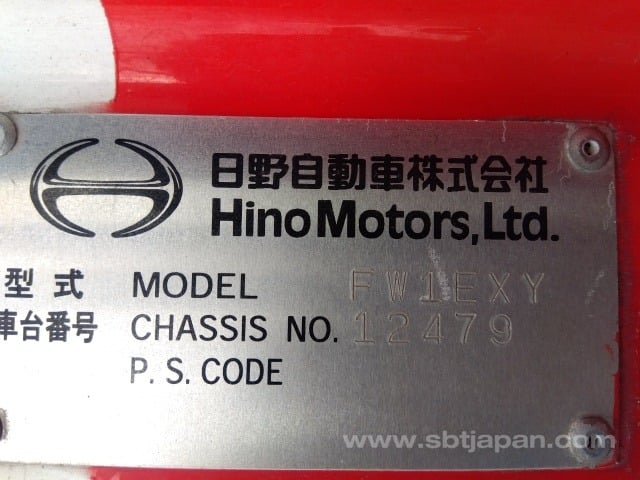 日野自動車株式会社
Hino Motors, Ltd.
型式 MODEL FW1EXY
車台番号 CHASSIS NO. 12479
P. S. CODE
www.sbtjapan.com